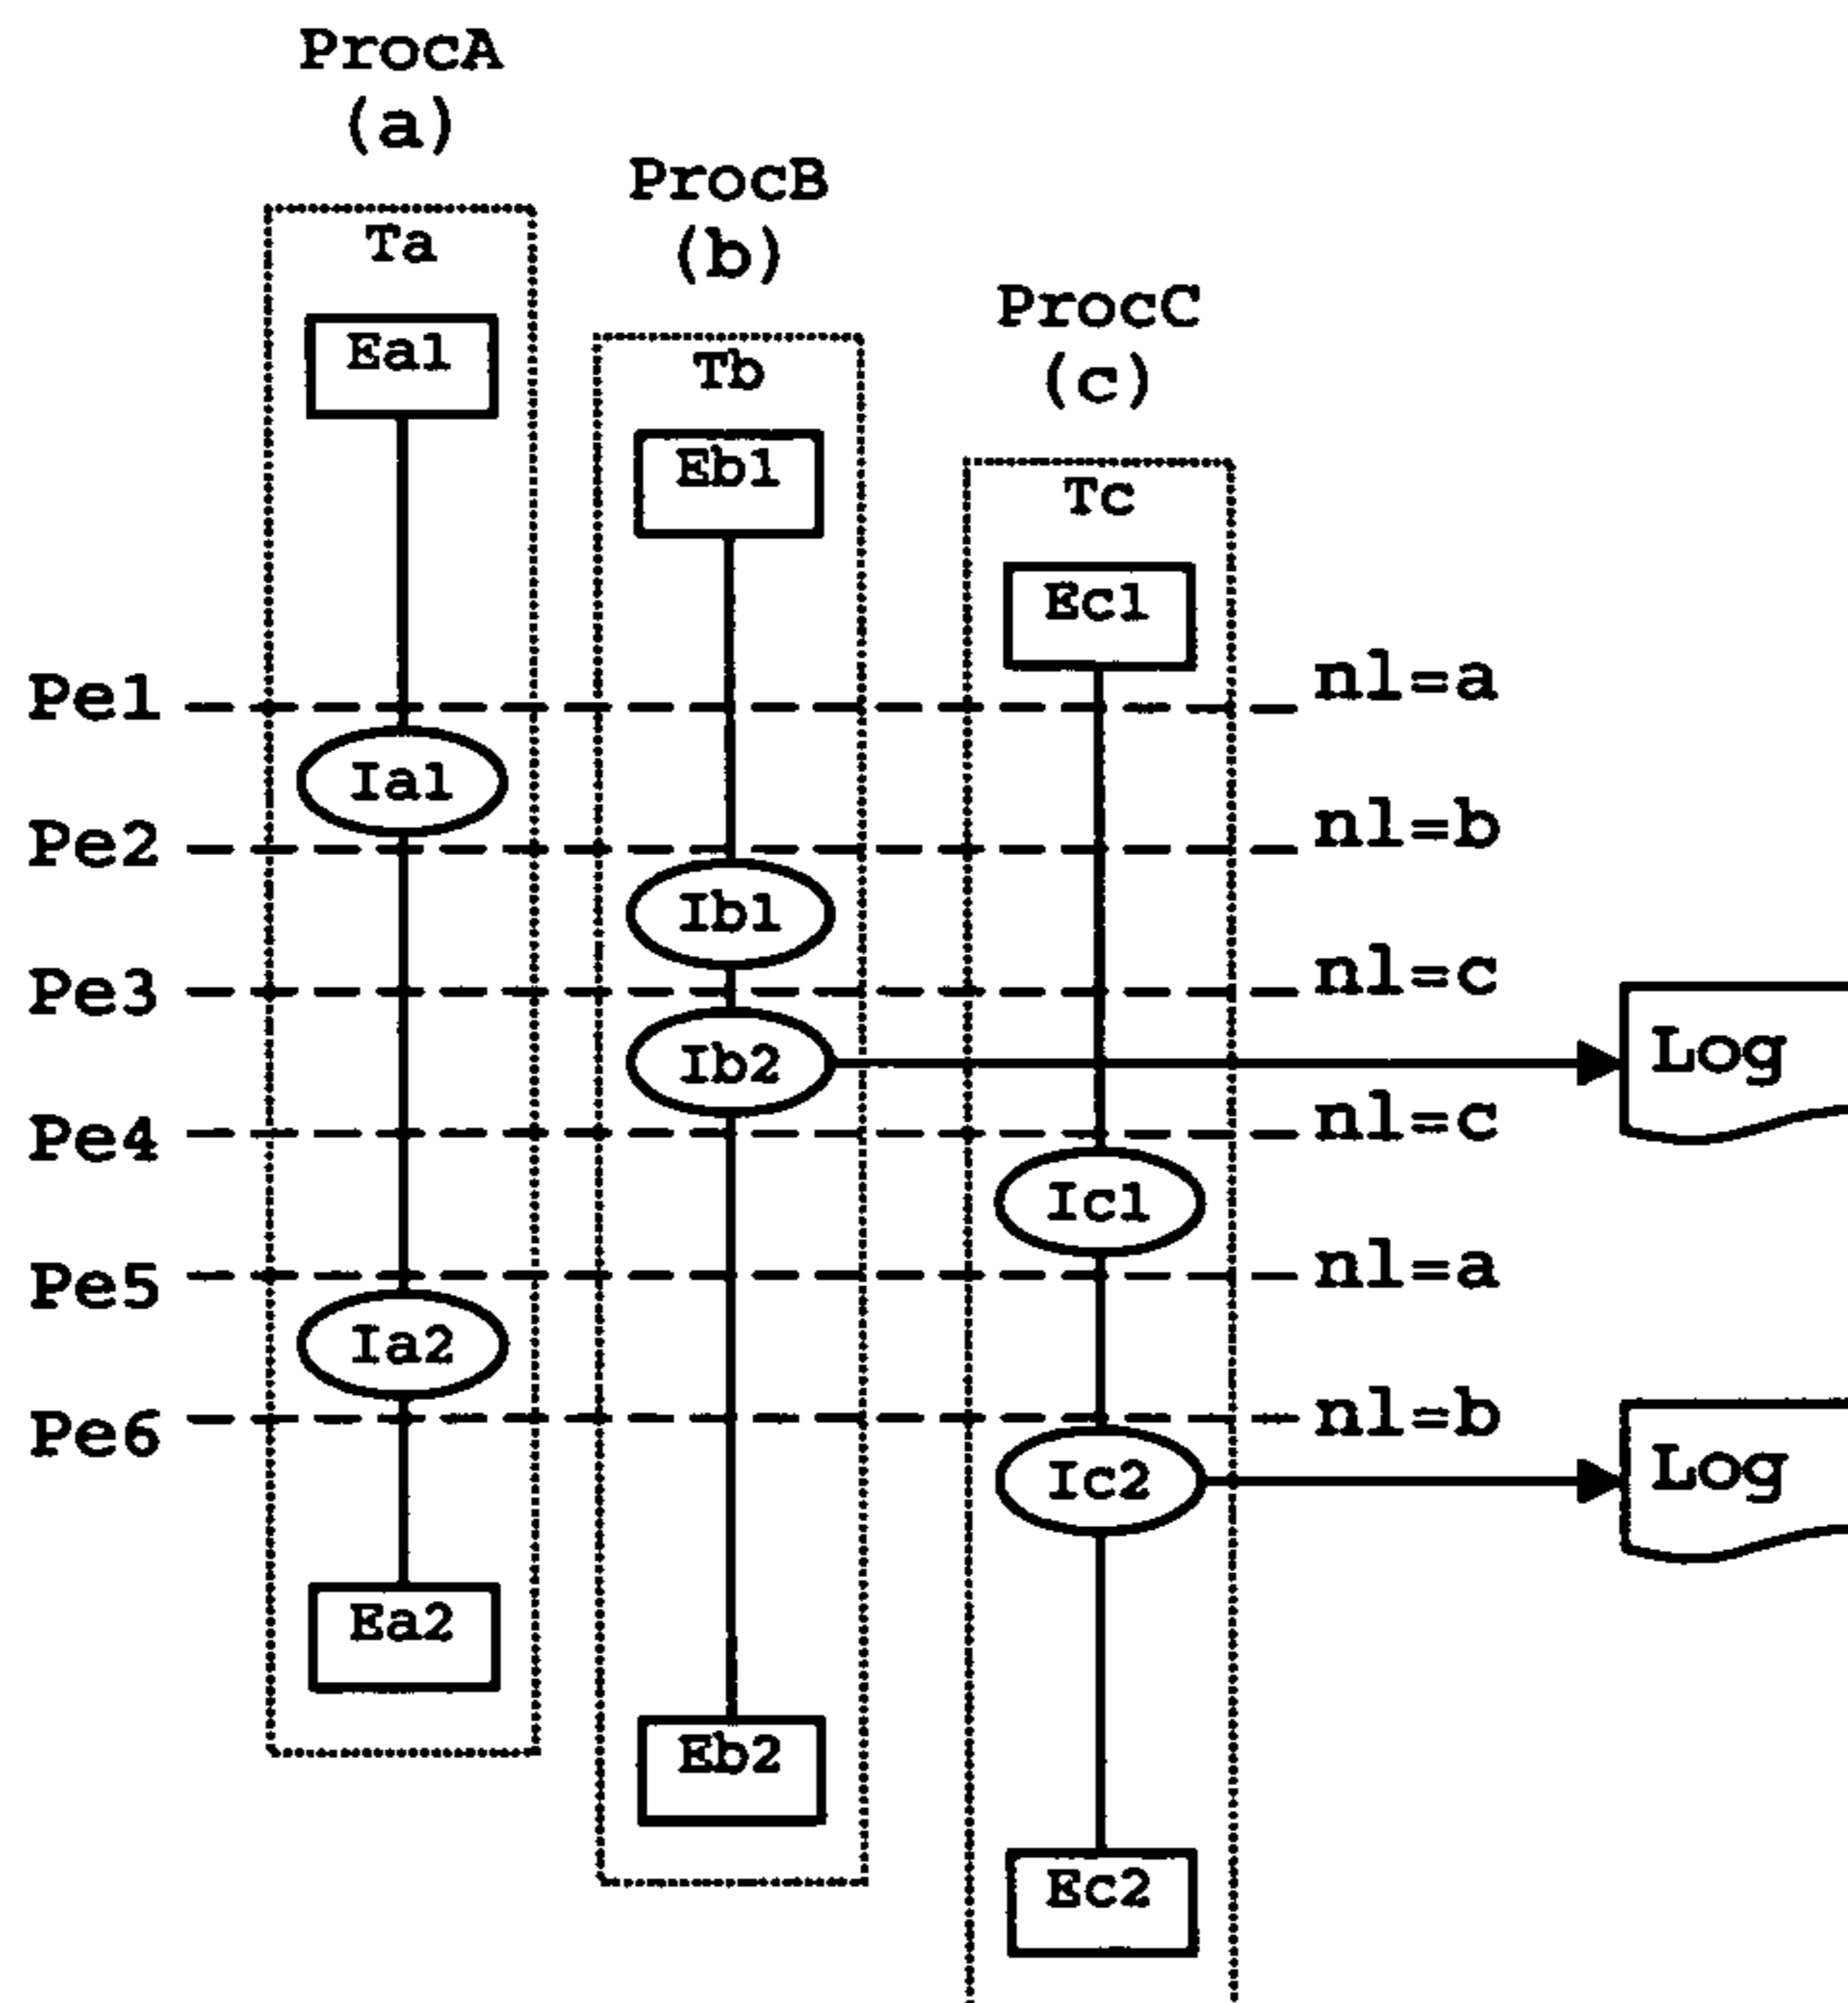 ProcA
(a)
ProcB
(b)
ProcC
(c)
Ta
Ea1
Tb
Eb1
Tc
Ec1
Pe1
nl=a
Ia1
Pe2
nl=b
Ib1
Pe3
nl=c
Ib2
Log
Pe4
nl=c
Ic1
Pe5
nl=a
Ia2
Pe6
nl=b
Ic2
Log
Ea2
Eb2
Ec2